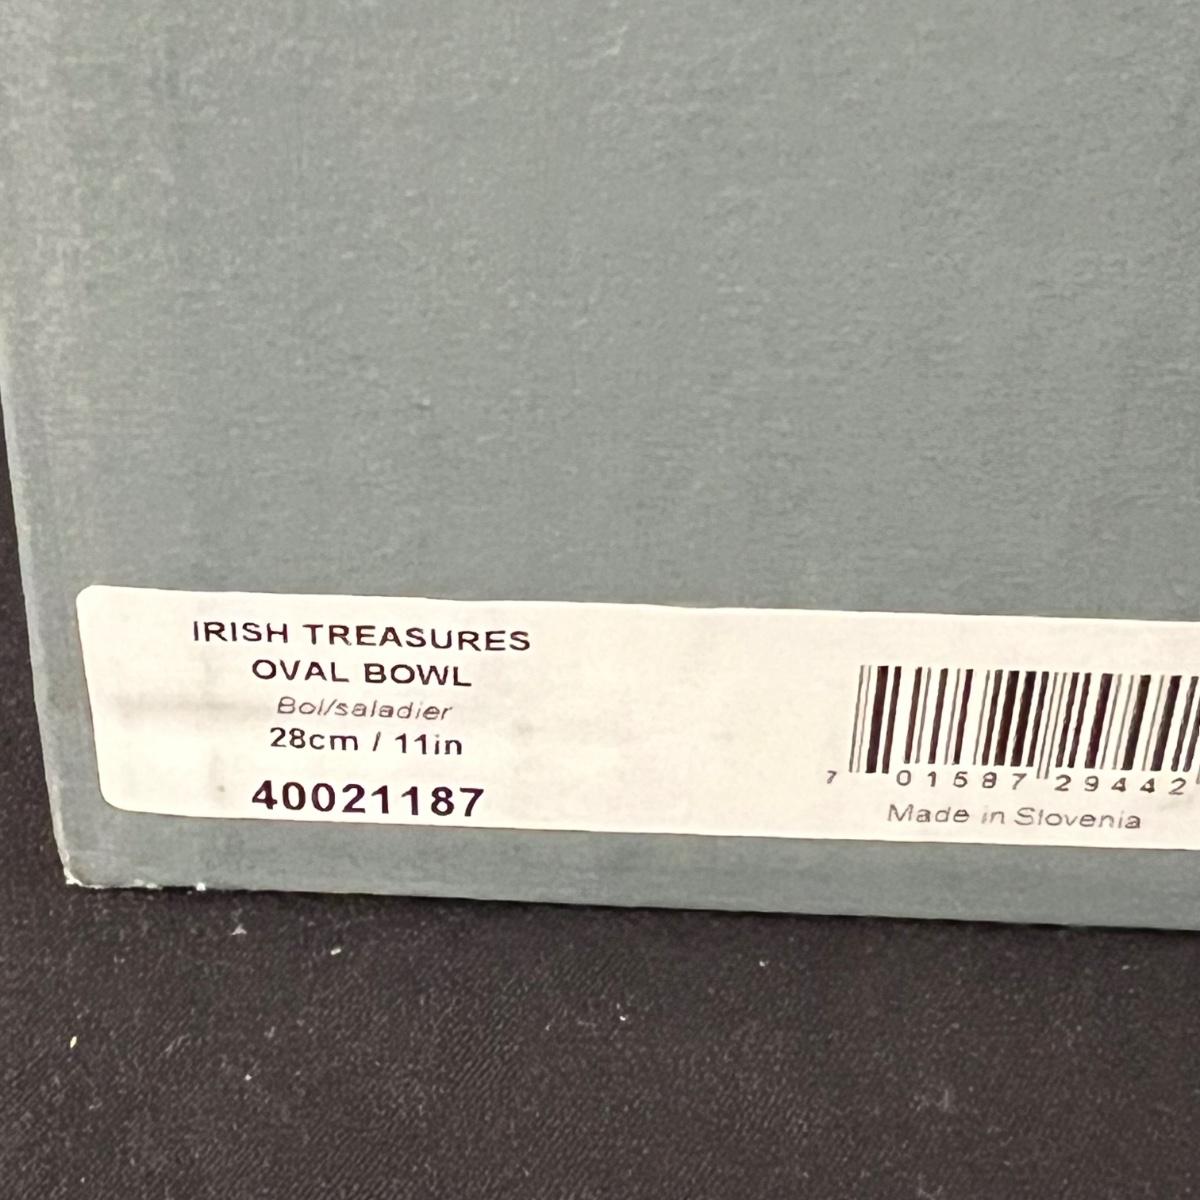 IRISH TREASURES
OVAL BOWL
Bol/saladier
28cm / 11in
40021187
7 01587 29442
Made in Slovenia